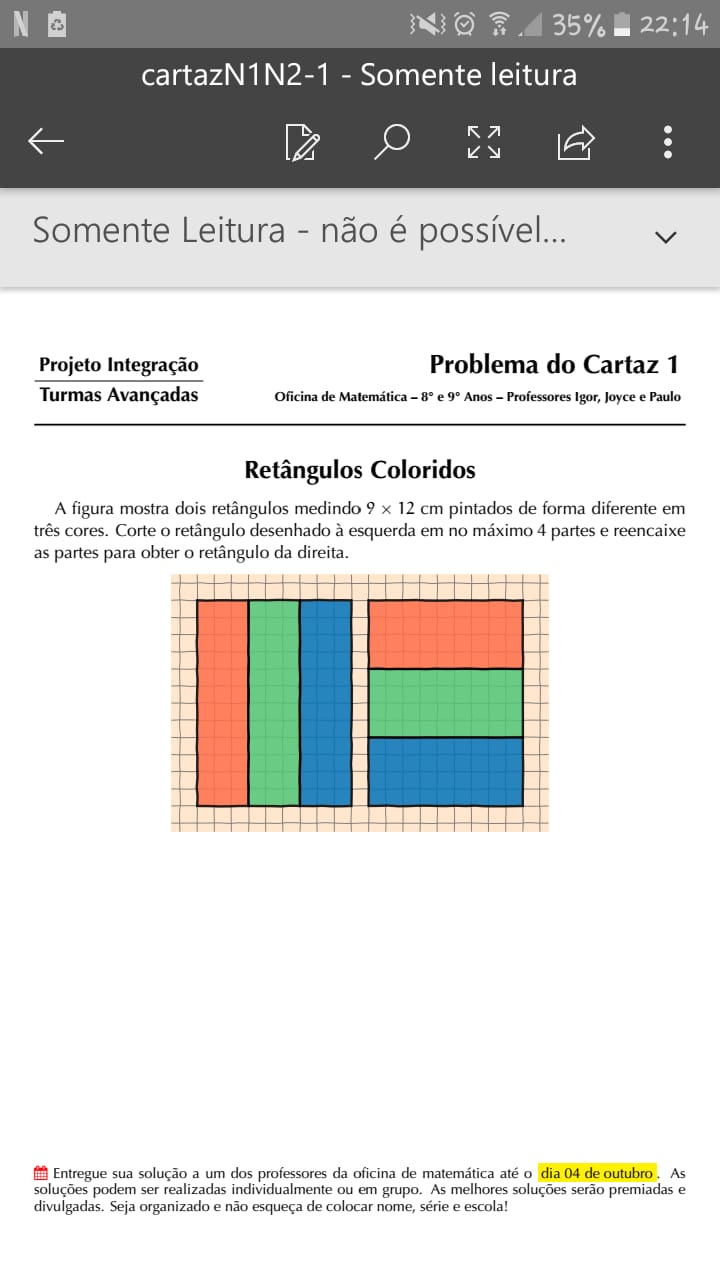 N 35% 22:14
cartazN1N2-1 - Somente leitura
Somente Leitura - não é possível...
Projeto Integração
Turmas Avançadas
Problema do Cartaz 1
Oficina de Matemática – 8° e 9° Anos – Professores Igor, Joyce e Paulo
Retângulos Coloridos
A figura mostra dois retângulos medindo 9 × 12 cm pintados de forma diferente em
três cores. Corte o retângulo desenhado à esquerda em no máximo 4 partes e reencaixe
as partes para obter o retângulo da direita.
Entregue sua solução a um dos professores da oficina de matemática até o dia 04 de outubro. As
soluções podem ser realizadas individualmente ou em grupo. As melhores soluções serão premiadas e
divulgadas. Seja organizado e não esqueça de colocar nome, série e escola!